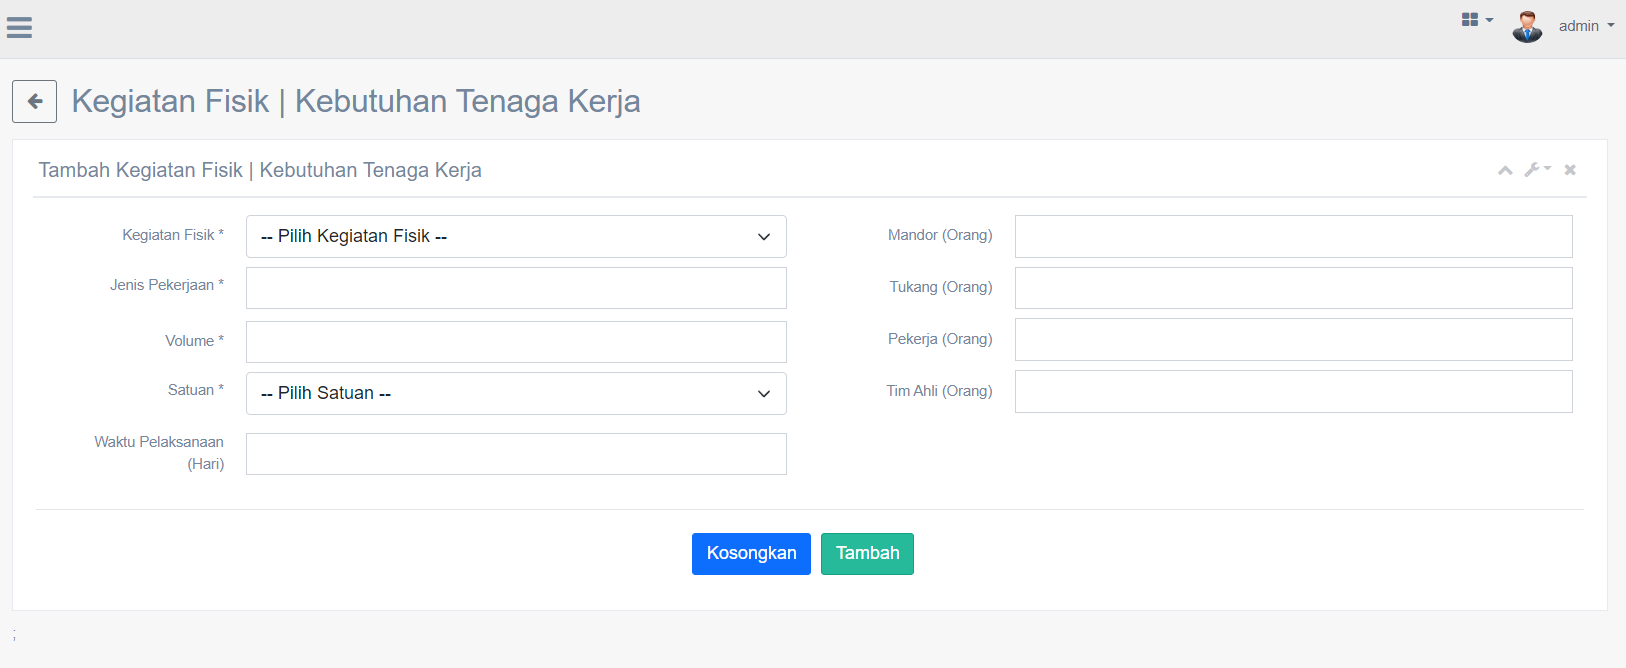 admin
Kegiatan Fisik | Kebutuhan Tenaga Kerja
Tambah Kegiatan Fisik | Kebutuhan Tenaga Kerja
Kegiatan Fisik *
-- Pilih Kegiatan Fisik --
Mandor (Orang)
Jenis Pekerjaan *
Tukang (Orang)
Volume *
Pekerja (Orang)
Satuan *
-- Pilih Satuan --
Tim Ahli (Orang)
Waktu Pelaksanaan
(Hari)
Kosongkan
Tambah
;